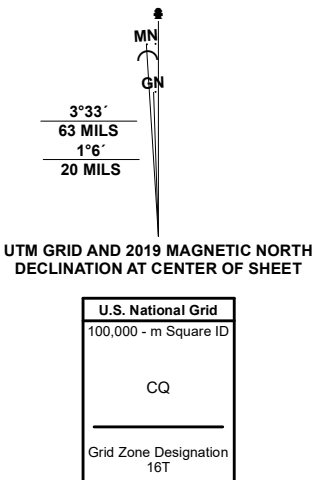 MN
GN
3°33´
63 MILS
1°6´
20 MILS
UTM GRID AND 2019 MAGNETIC NORTH
DECLINATION AT CENTER OF SHEET
U.S. National Grid
100,000 - m Square ID
CQ
Grid Zone Designation
16T